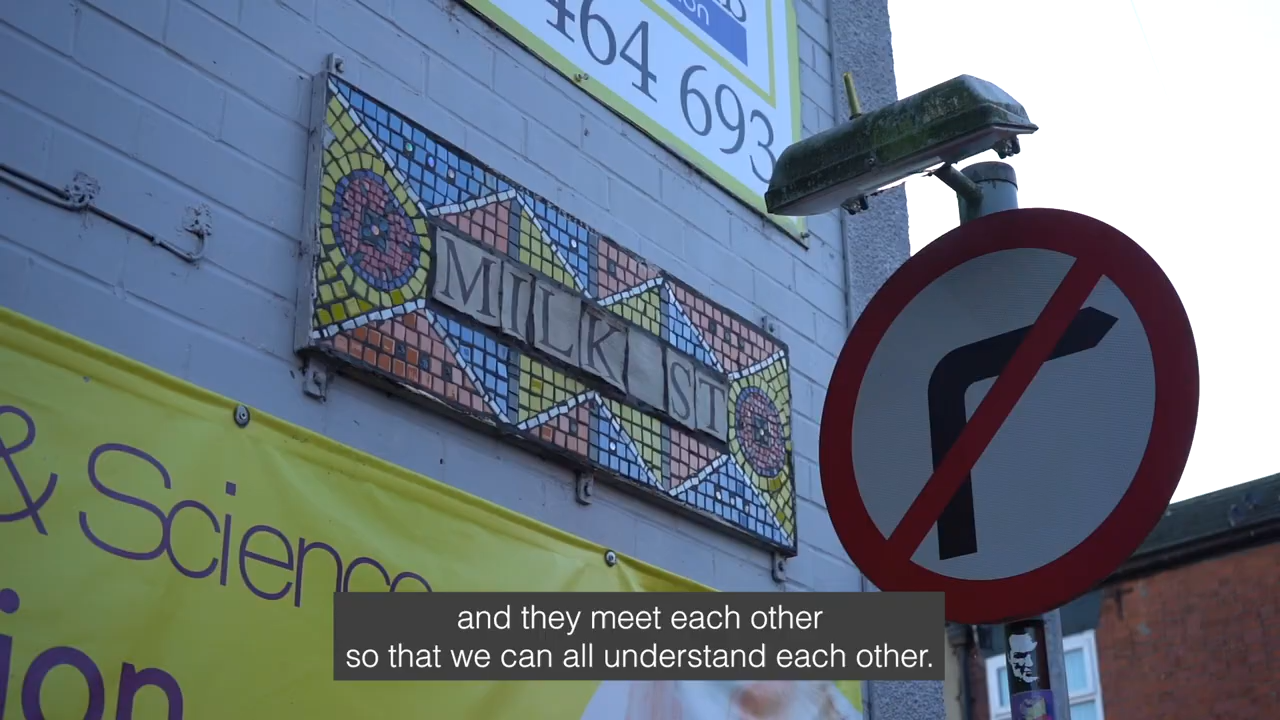 464 693
MILK ST
& Science
and they meet each other
so that we can all understand each other.